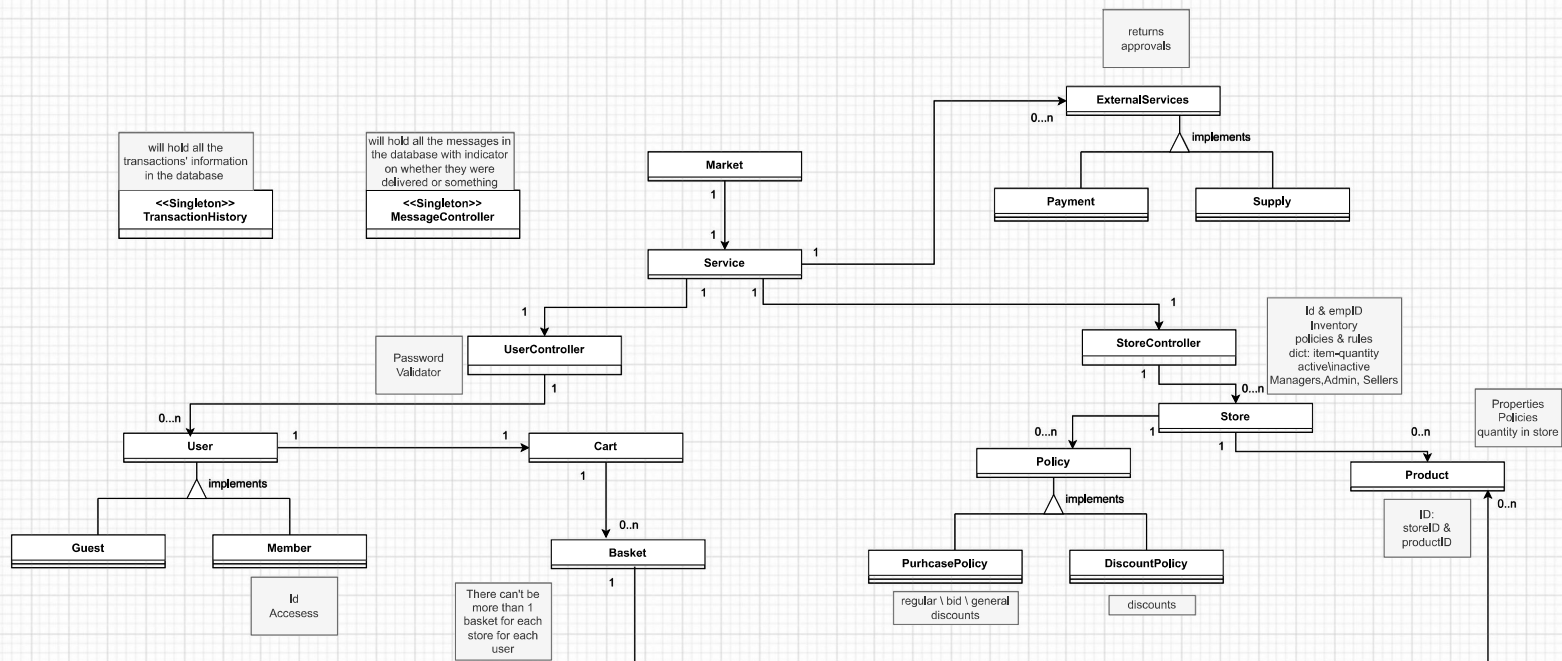 returns
approvals
ExternalServices
0...n
implements
Payment
Supply
will hold all the
transactions' information
in the database
<<Singleton>>
TransactionHistory
will hold all the messages in
the database with indicator
on whether they were
delivered or something
<<Singleton>>
MessageController
Market
1
1
Service
1
1
1
1
1
Password
Validator
UserController
1
StoreController
1
Id & empID
Inventory
policies & rules
dict: item-quantity
active\inactive
Managers,Admin, Sellers
0...n
User
1
1
Cart
1
implements
Guest
Member
Id
Accesess
0..n
Basket
1
There can't be
more than 1
basket for each
store for each
user
0...n
Store
1
1
0...n
Policy
implements
PurhcasePolicy
DiscountPolicy
regular \ bid \ general
discounts
discounts
0..n
Properties
Policies
quantity in store
Product
0..n
ID:
storeID &
productID